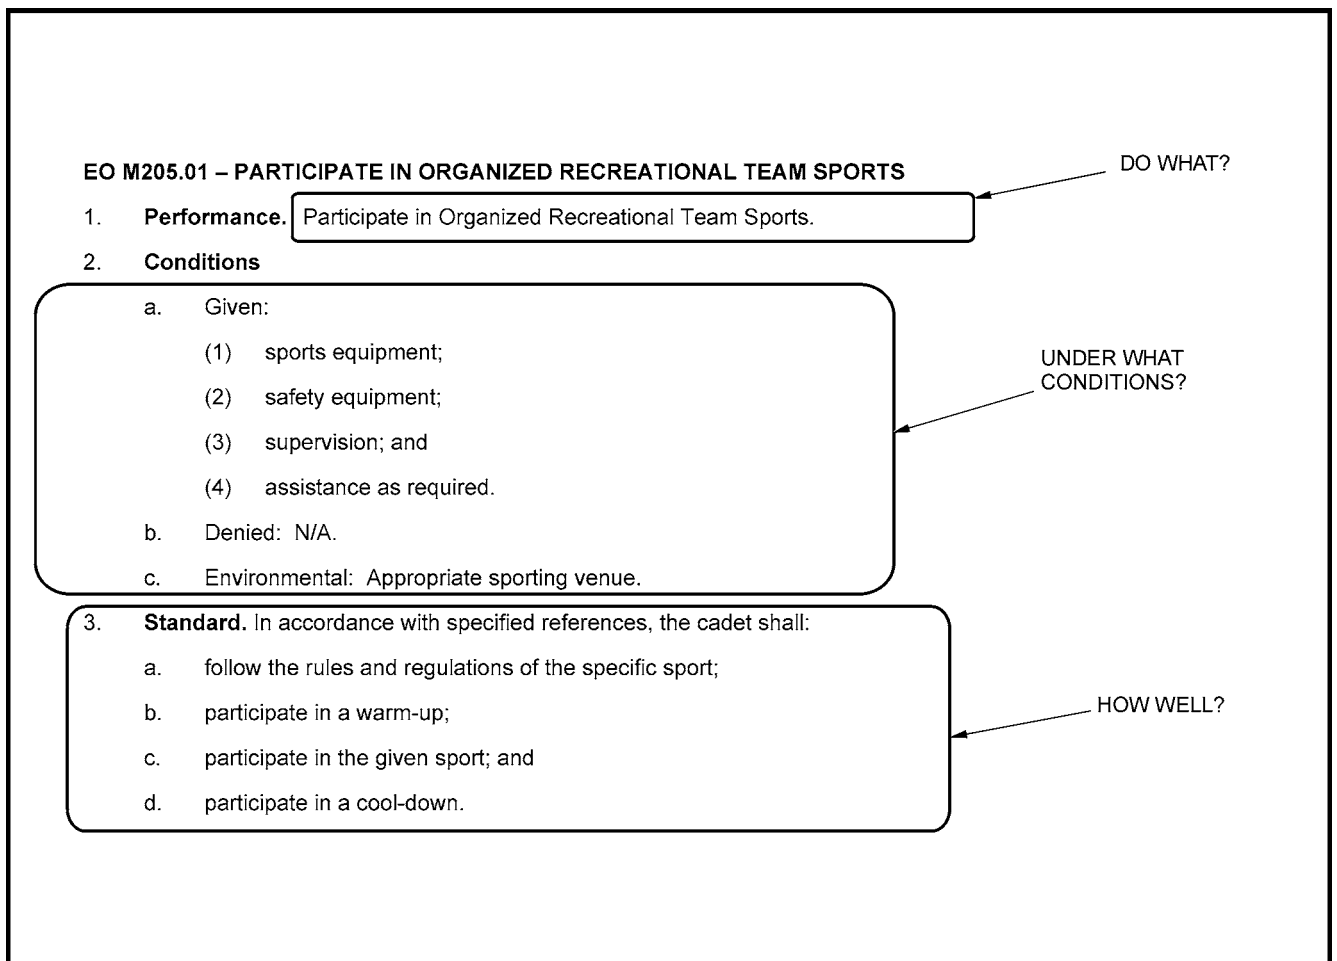 EO M205.01 – PARTICIPATE IN ORGANIZED RECREATIONAL TEAM SPORTS
DO WHAT?
1. Performance. Participate in Organized Recreational Team Sports.
2. Conditions
a. Given:
(1) sports equipment;
UNDER WHAT
CONDITIONS?
(2) safety equipment;
(3) supervision; and
(4) assistance as required.
b. Denied: N/A.
c. Environmental: Appropriate sporting venue.
3. Standard. In accordance with specified references, the cadet shall:
a. follow the rules and regulations of the specific sport;
b. participate in a warm-up;
HOW WELL?
c. participate in the given sport; and
d. participate in a cool-down.